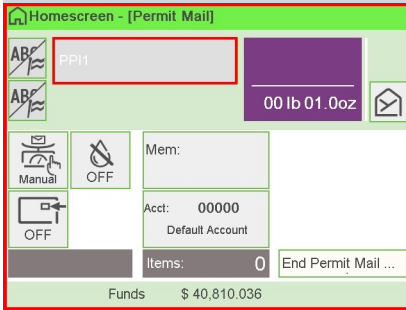 Homescreen - [Permit Mail]
ABC
PPI1
ABC
00 lb 01.0oz
Manual
OFF
Mem:
OFF
Acct: 00000
Default Account
Items: 0
End Permit Mail ...
Funds $ 40,810.036